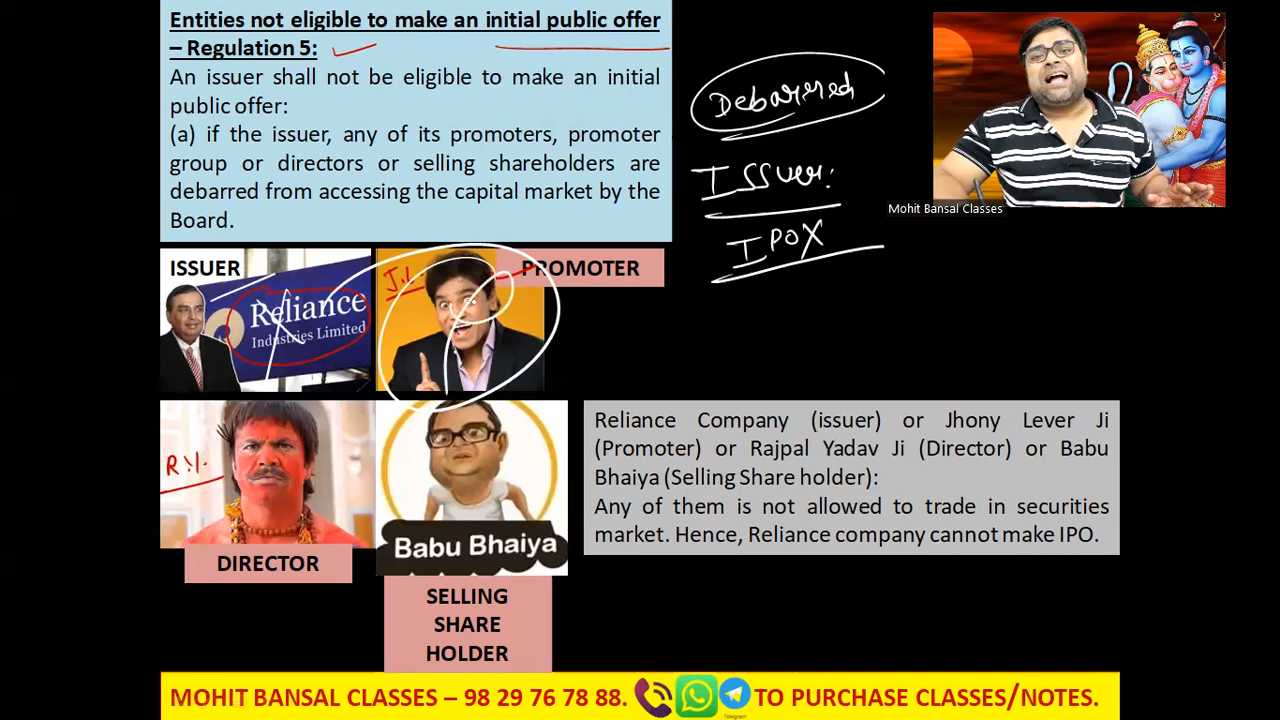 Entities not eligible to make an initial public offer
– Regulation 5:
An issuer shall not be eligible to make an initial
public offer:
(a) if the issuer, any of its promoters, promoter
group or directors or selling shareholders are
debarred from accessing the capital market by the
Board.
Debarred
Issuer:
IPOX
Mohit Bansal Classes
ISSUER
Reliance
Industries Limited
J.L.
PROMOTER
R.Y.
DIRECTOR
Babu Bhaiya
SELLING
SHARE
HOLDER
Reliance Company (issuer) or Jhony Lever Ji
(Promoter) or Rajpal Yadav Ji (Director) or Babu
Bhaiya (Selling Share holder):
Any of them is not allowed to trade in securities
market. Hence, Reliance company cannot make IPO.
MOHIT BANSAL CLASSES – 98 29 76 78 88. TO PURCHASE CLASSES/NOTES.
Telegram